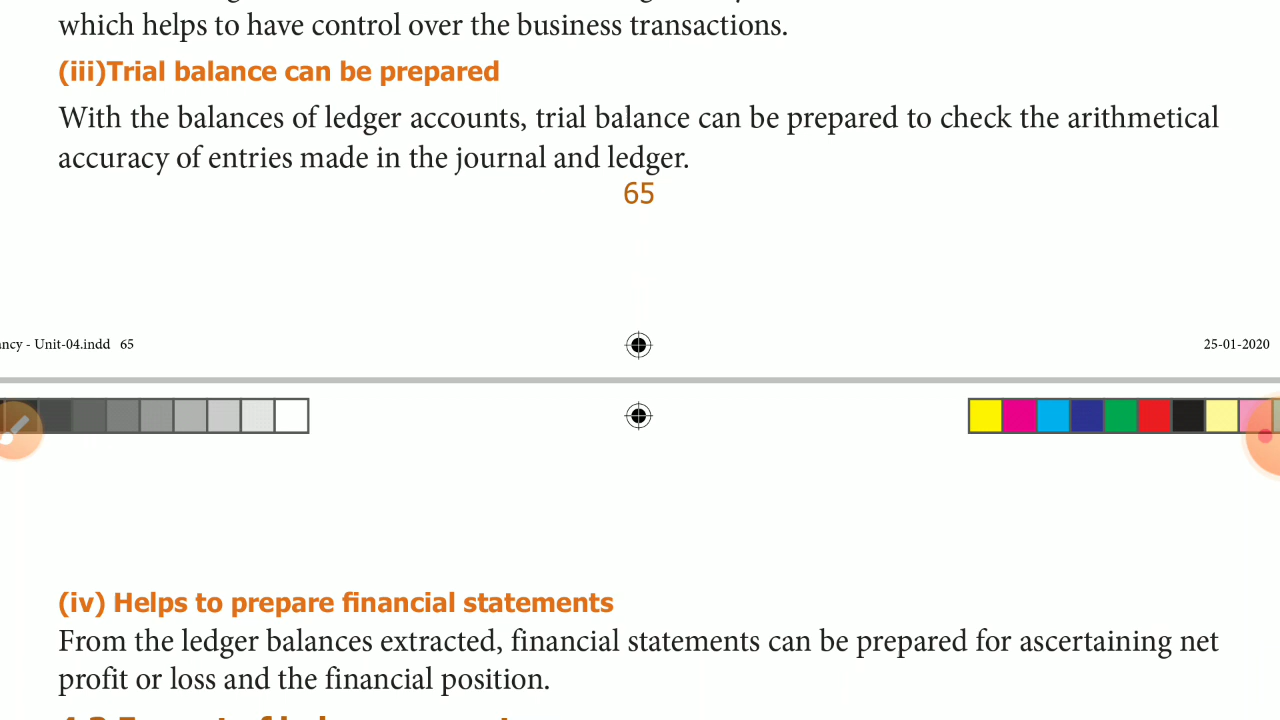 which helps to have control over the business transactions.
(iii)Trial balance can be prepared
With the balances of ledger accounts, trial balance can be prepared to check the arithmetical
accuracy of entries made in the journal and ledger.
65
- Unit-04.indd 65
25-01-2020
(iv) Helps to prepare financial statements
From the ledger balances extracted, financial statements can be prepared for ascertaining net
profit or loss and the financial position.